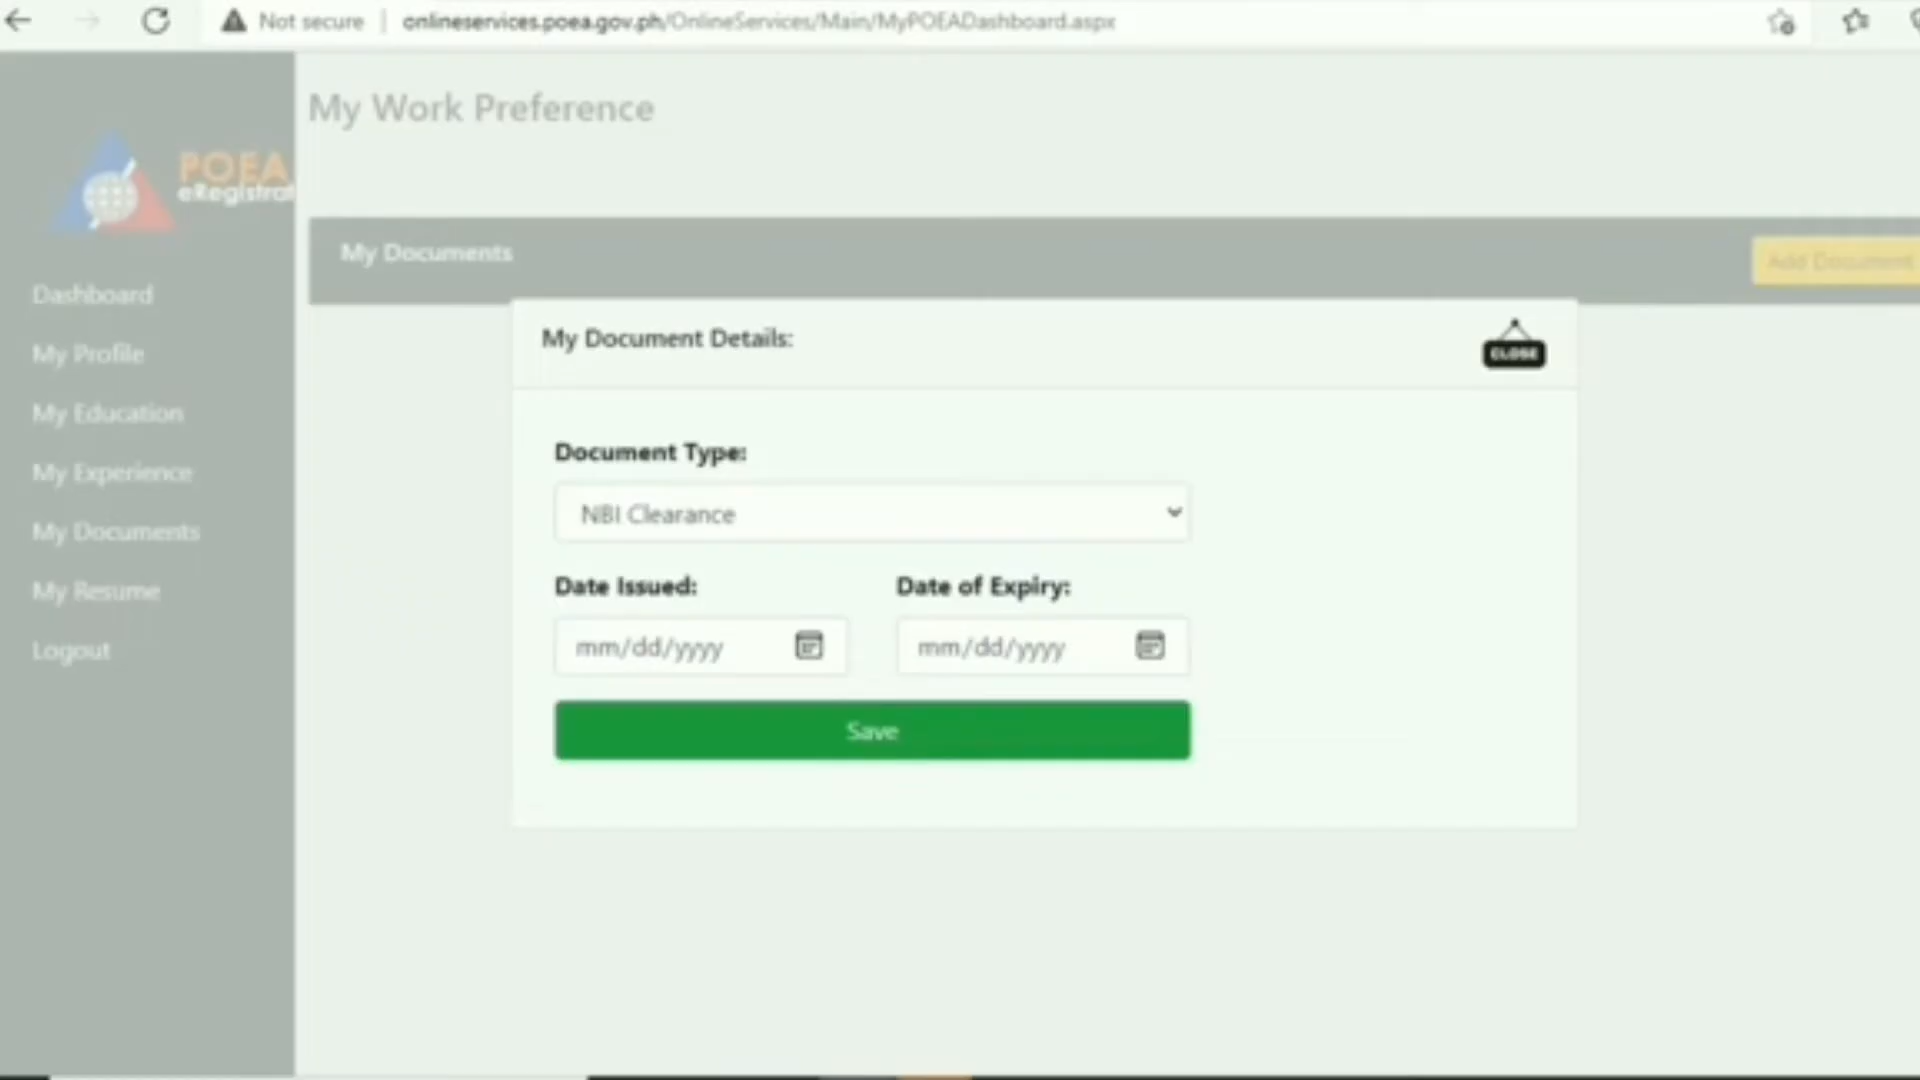 Not secure | onlineservices.poea.gov.ph/OnlineServices/Main/MyPOEADashboard.aspx
My Work Preference
POEA
eRegistrat
My Documents
Add Document
Dashboard
My Profile
My Education
My Experience
My Documents
My Resume
Logout
My Document Details:
CLOSE
Document Type:
NBI Clearance
Date Issued:
Date of Expiry:
mm/dd/yyyy
mm/dd/yyyy
Save